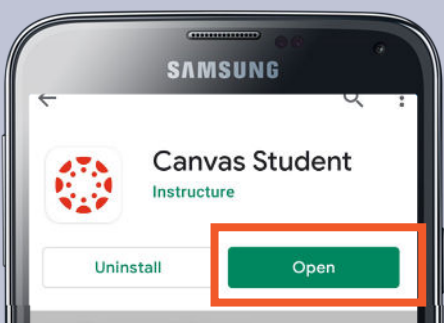 SAMSUNG
Canvas Student
Instructure
Uninstall
Open